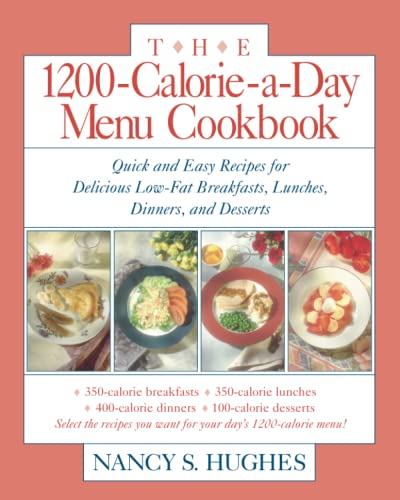 THE
1200-Calorie-a-Day
Menu Cookbook
Quick and Easy Recipes for
Delicious Low-Fat Breakfasts, Lunches,
Dinners, and Desserts
350-calorie breakfasts 350-calorie lunches
400-calorie dinners 100-calorie desserts
Select the recipes you want for your day's 1200-calorie menu!
NANCY S. HUGHES